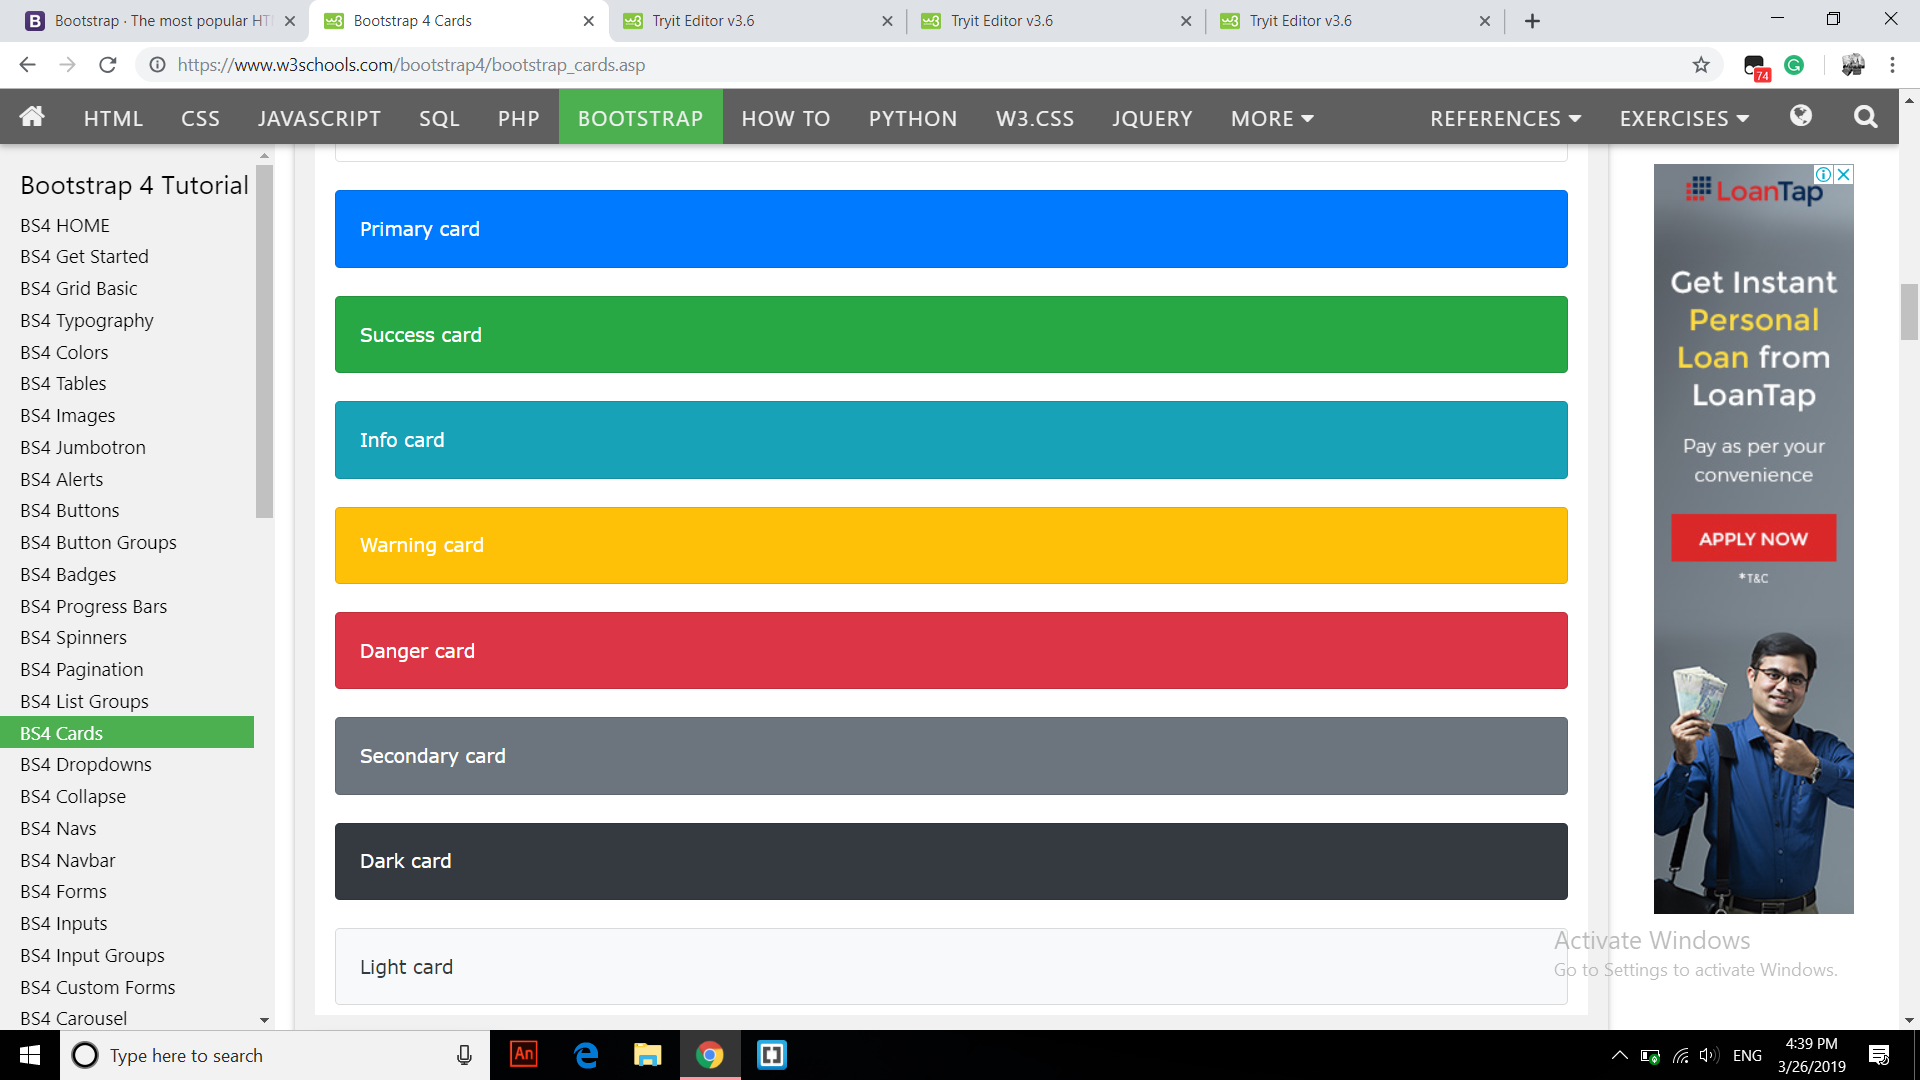 Bootstrap · The most popular HT
Bootstrap 4 Cards
Tryit Editor v3.6
Tryit Editor v3.6
Tryit Editor v3.6
https://www.w3schools.com/bootstrap4/bootstrap_cards.asp
74
HTML CSS JAVASCRIPT SQL PHP BOOTSTRAP HOW TO PYTHON W3.CSS JQUERY MORE REFERENCES EXERCISES
Bootstrap 4 Tutorial
BS4 HOME
BS4 Get Started
BS4 Grid Basic
BS4 Typography
BS4 Colors
BS4 Tables
BS4 Images
BS4 Jumbotron
BS4 Alerts
BS4 Buttons
BS4 Button Groups
BS4 Badges
BS4 Progress Bars
BS4 Spinners
BS4 Pagination
BS4 List Groups
BS4 Cards
BS4 Dropdowns
BS4 Collapse
BS4 Navs
BS4 Navbar
BS4 Forms
BS4 Inputs
BS4 Input Groups
BS4 Custom Forms
BS4 Carousel
Primary card
Success card
Info card
Warning card
Danger card
Secondary card
Dark card
Light card
LoanTap
Get Instant
Personal
Loan from
LoanTap
Pay as per your
convenience
APPLY NOW
*T&C
Activate Windows
Go to Settings to activate Windows.
Type here to search
An
ENG
4:39 PM
3/26/2019